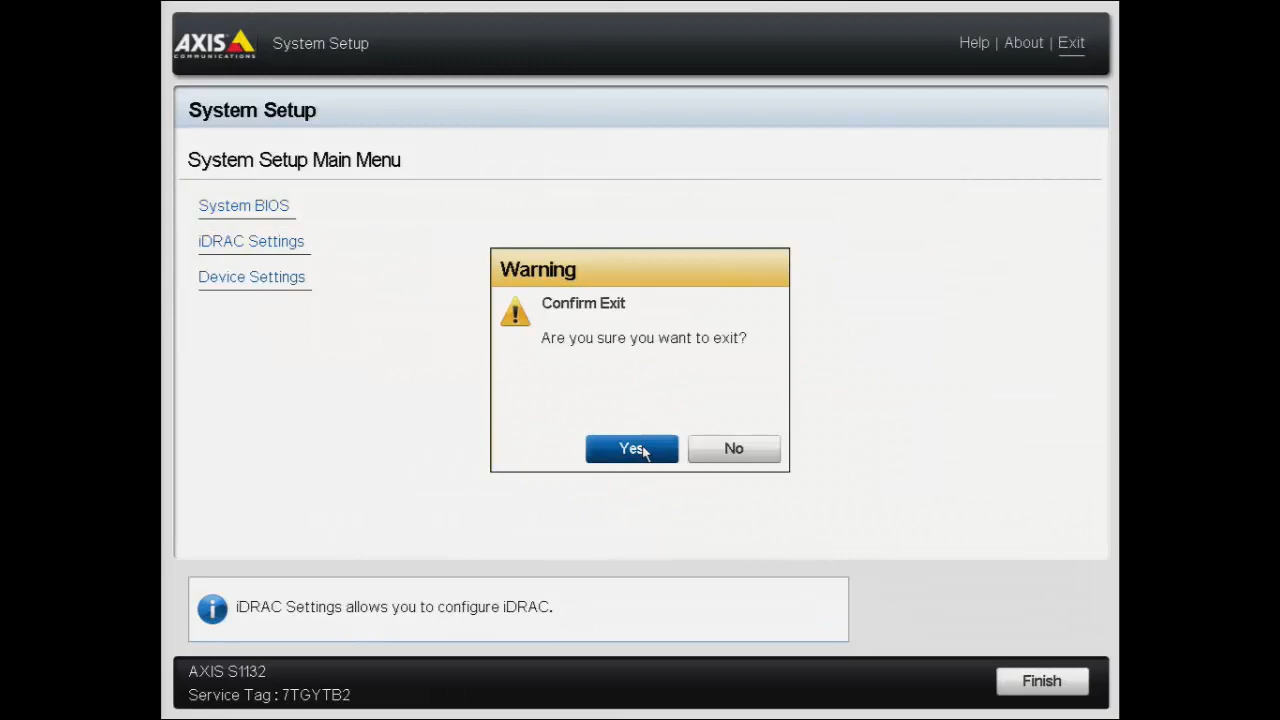 AXIS
COMMUNICATIONS
System Setup
Help | About | Exit
System Setup
System Setup Main Menu
System BIOS
iDRAC Settings
Device Settings
Warning
Confirm Exit
Are you sure you want to exit?
Yes
No
iDRAC Settings allows you to configure iDRAC.
AXIS S1132
Service Tag : 7TGYTB2
Finish